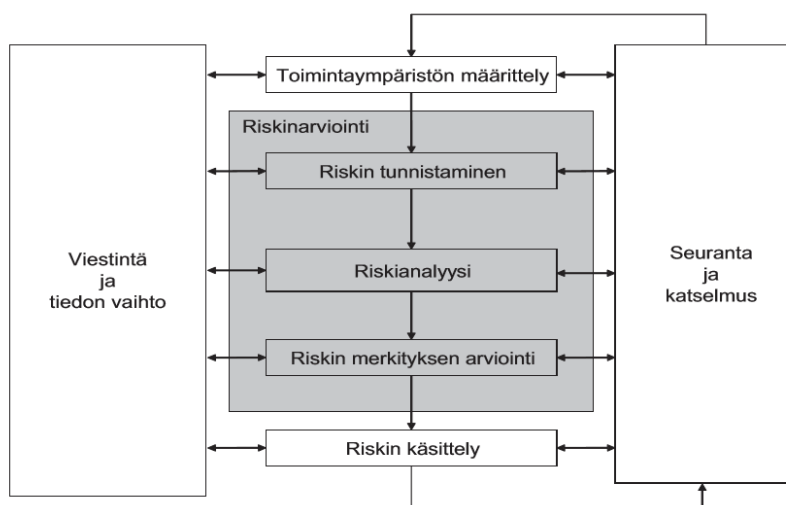 Toimintaympäristön määrittely
Riskinarviointi
Riskin tunnistaminen
Viestintä
ja
tiedon vaihto
Riskianalyysi
Seuranta
ja
katselmus
Riskin merkityksen arviointi
Riskin käsittely